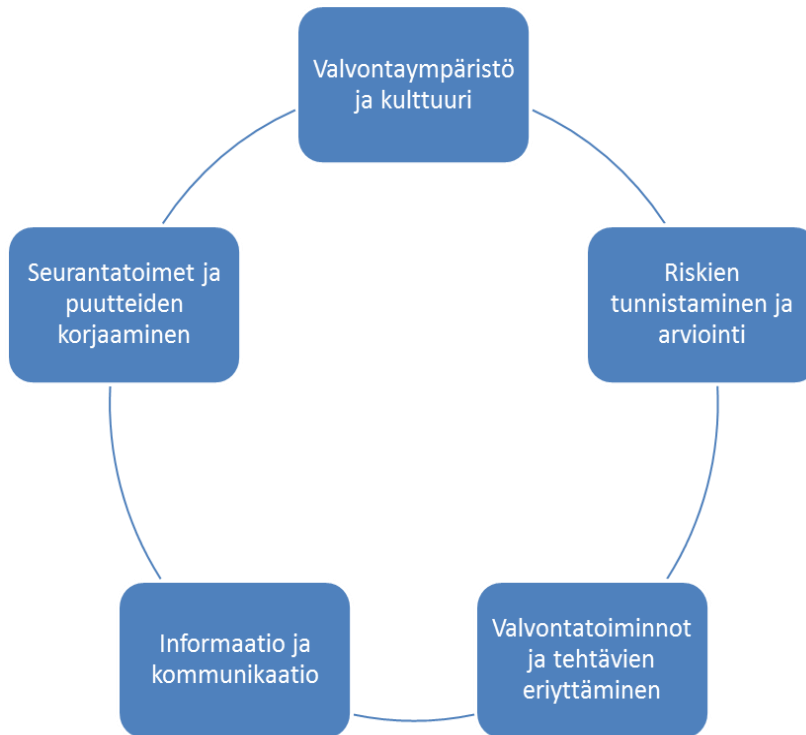 Valvontaympäristö
ja kulttuuri
Riskien
tunnistaminen ja
arviointi
Valvontatoiminnot
ja tehtävien
eriyttäminen
Informaatio ja
kommunikaatio
Seurantatoimet ja
puutteiden
korjaaminen